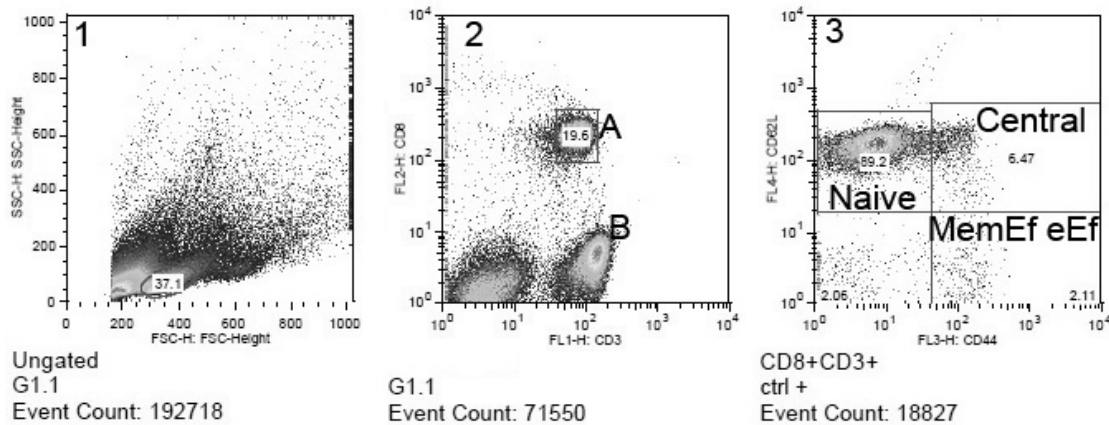 1
1000
800
600
400
200
0
SSC-H: SSC-Height
37.1
0 200 400 600 800 1000
FSC-H: FSC-Height
Ungated
G1.1
Event Count: 192718
2
10^4
10^3
10^2
10^1
10^0
FL2-H: CD8
19.6
A
B
10^0 10^1 10^2 10^3 10^4
FL1-H: CD3
G1.1
Event Count: 71550
3
10^4
10^3
10^2
10^1
10^0
FL4-H: CD62L
Central
6.47
89.2
Naive
MemEf eEf
2.06
2.11
10^0 10^1 10^2 10^3 10^4
FL3-H: CD44
CD8+CD3+
ctrl +
Event Count: 18827